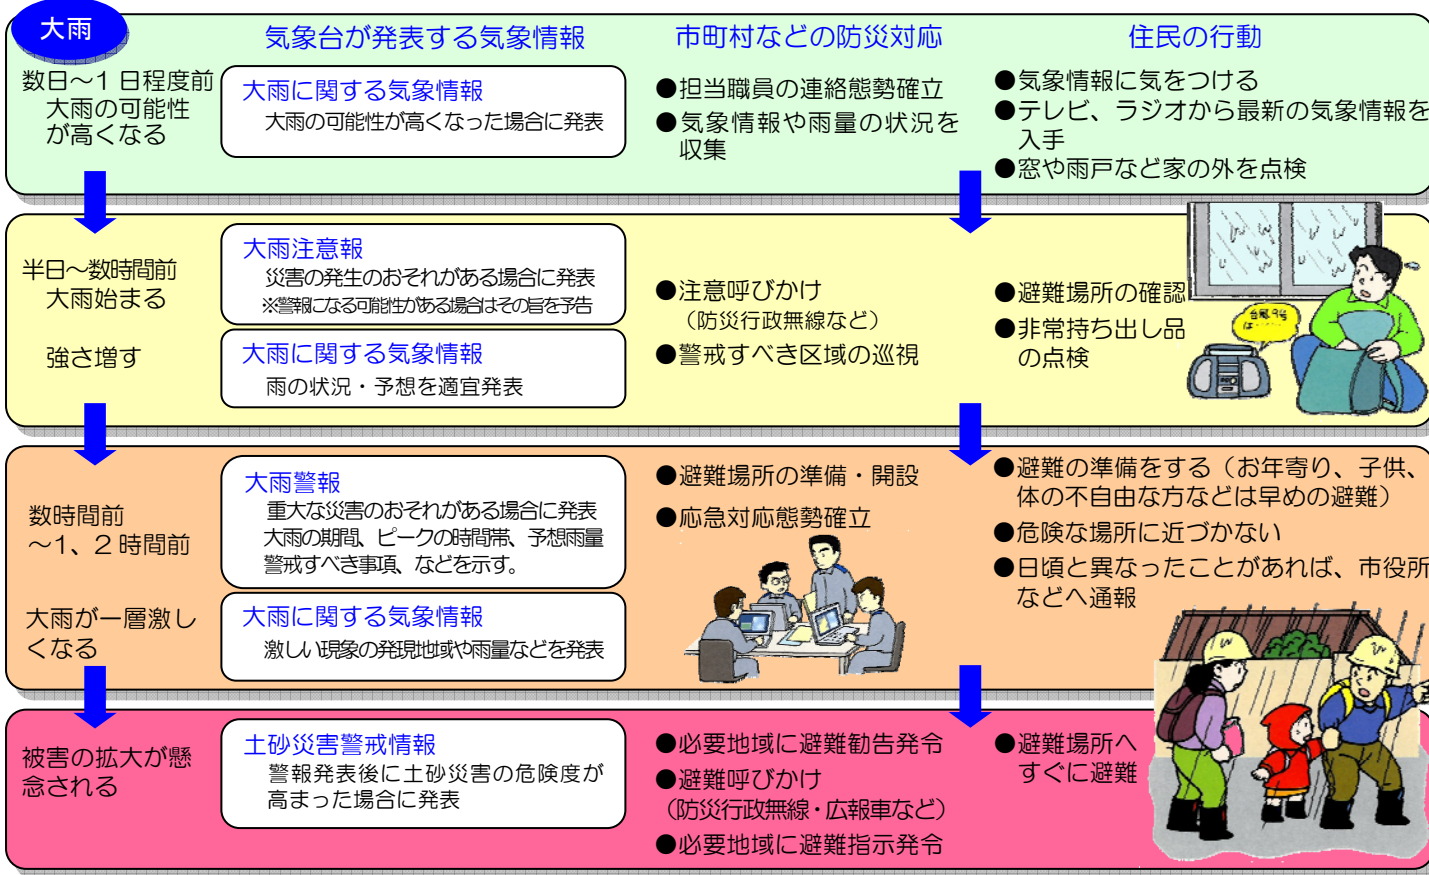 大雨
気象台が発表する気象情報
市町村などの防災対応
住民の行動
数日～1日程度前
大雨の可能性
が高くなる
大雨に関する気象情報
大雨の可能性が高くなった場合に発表
●担当職員の連絡態勢確立
●気象情報や雨量の状況を
収集
●気象情報に気をつける
●テレビ、ラジオから最新の気象情報を
入手
●窓や雨戸など家の外を点検
半日～数時間前
大雨始まる
強さ増す
大雨注意報
災害の発生のおそれがある場合に発表
※警報になる可能性がある場合はその旨を予告
大雨に関する気象情報
雨の状況・予想を適宜発表
●注意呼びかけ
（防災行政無線など）
●警戒すべき区域の巡視
●避難場所の確認
●非常持ち出し品
の点検
台風9号
は……
数時間前
～1、2時間前
大雨が一層激し
くなる
大雨警報
重大な災害のおそれがある場合に発表
大雨の期間、ピークの時間帯、予想雨量
警戒すべき事項、などを示す。
大雨に関する気象情報
激しい現象の発現地域や雨量などを発表
●避難場所の準備・開設
●応急対応態勢確立
●避難の準備をする（お年寄り、子供、
体の不自由な方などは早めの避難）
●危険な場所に近づかない
●日頃と異なったことがあれば、市役所
などへ通報
被害の拡大が懸
念される
土砂災害警戒情報
警報発表後に土砂災害の危険度が
高まった場合に発表
●必要地域に避難勧告発令
●避難呼びかけ
（防災行政無線・広報車など）
●必要地域に避難指示発令
●避難場所へ
すぐに避難